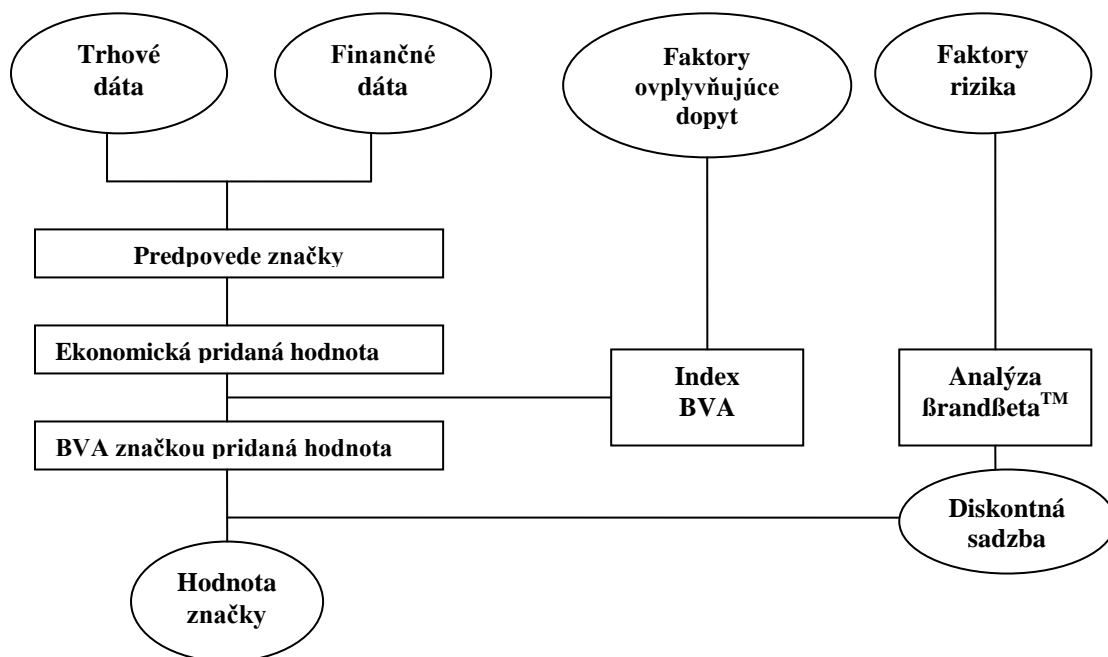 Trhové
dáta
Finančné
dáta
Faktory
ovplyvňujúce
dopyt
Faktory
rizika
Predpovede značky
Ekonomická pridaná hodnota
Index
BVA
Analýza
ßrandßeta™
BVA značkou pridaná hodnota
Diskontná
sadzba
Hodnota
značky